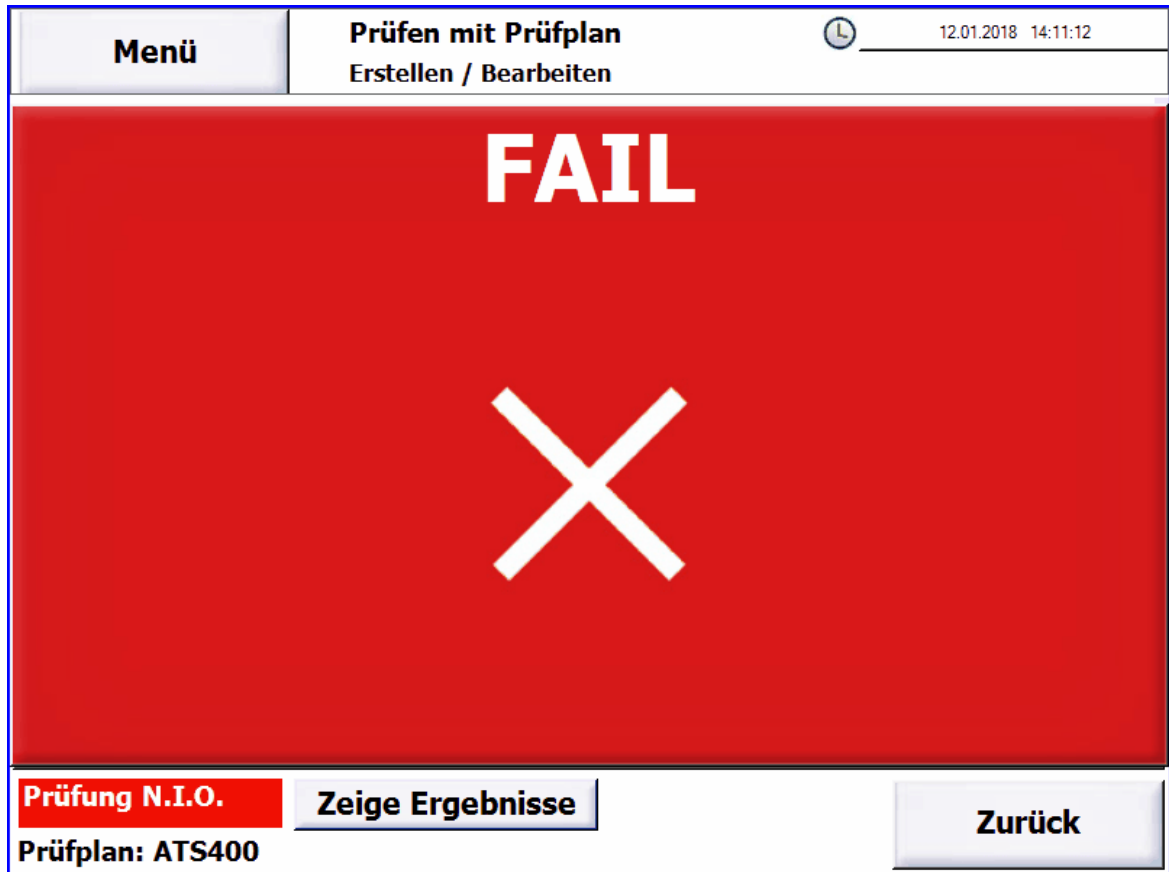 Menü
Prüfen mit Prüfplan
Erstellen / Bearbeiten
12.01.2018 14:11:12
FAIL
Prüfung N.I.O.
Zeige Ergebnisse
Zurück
Prüfplan: ATS400